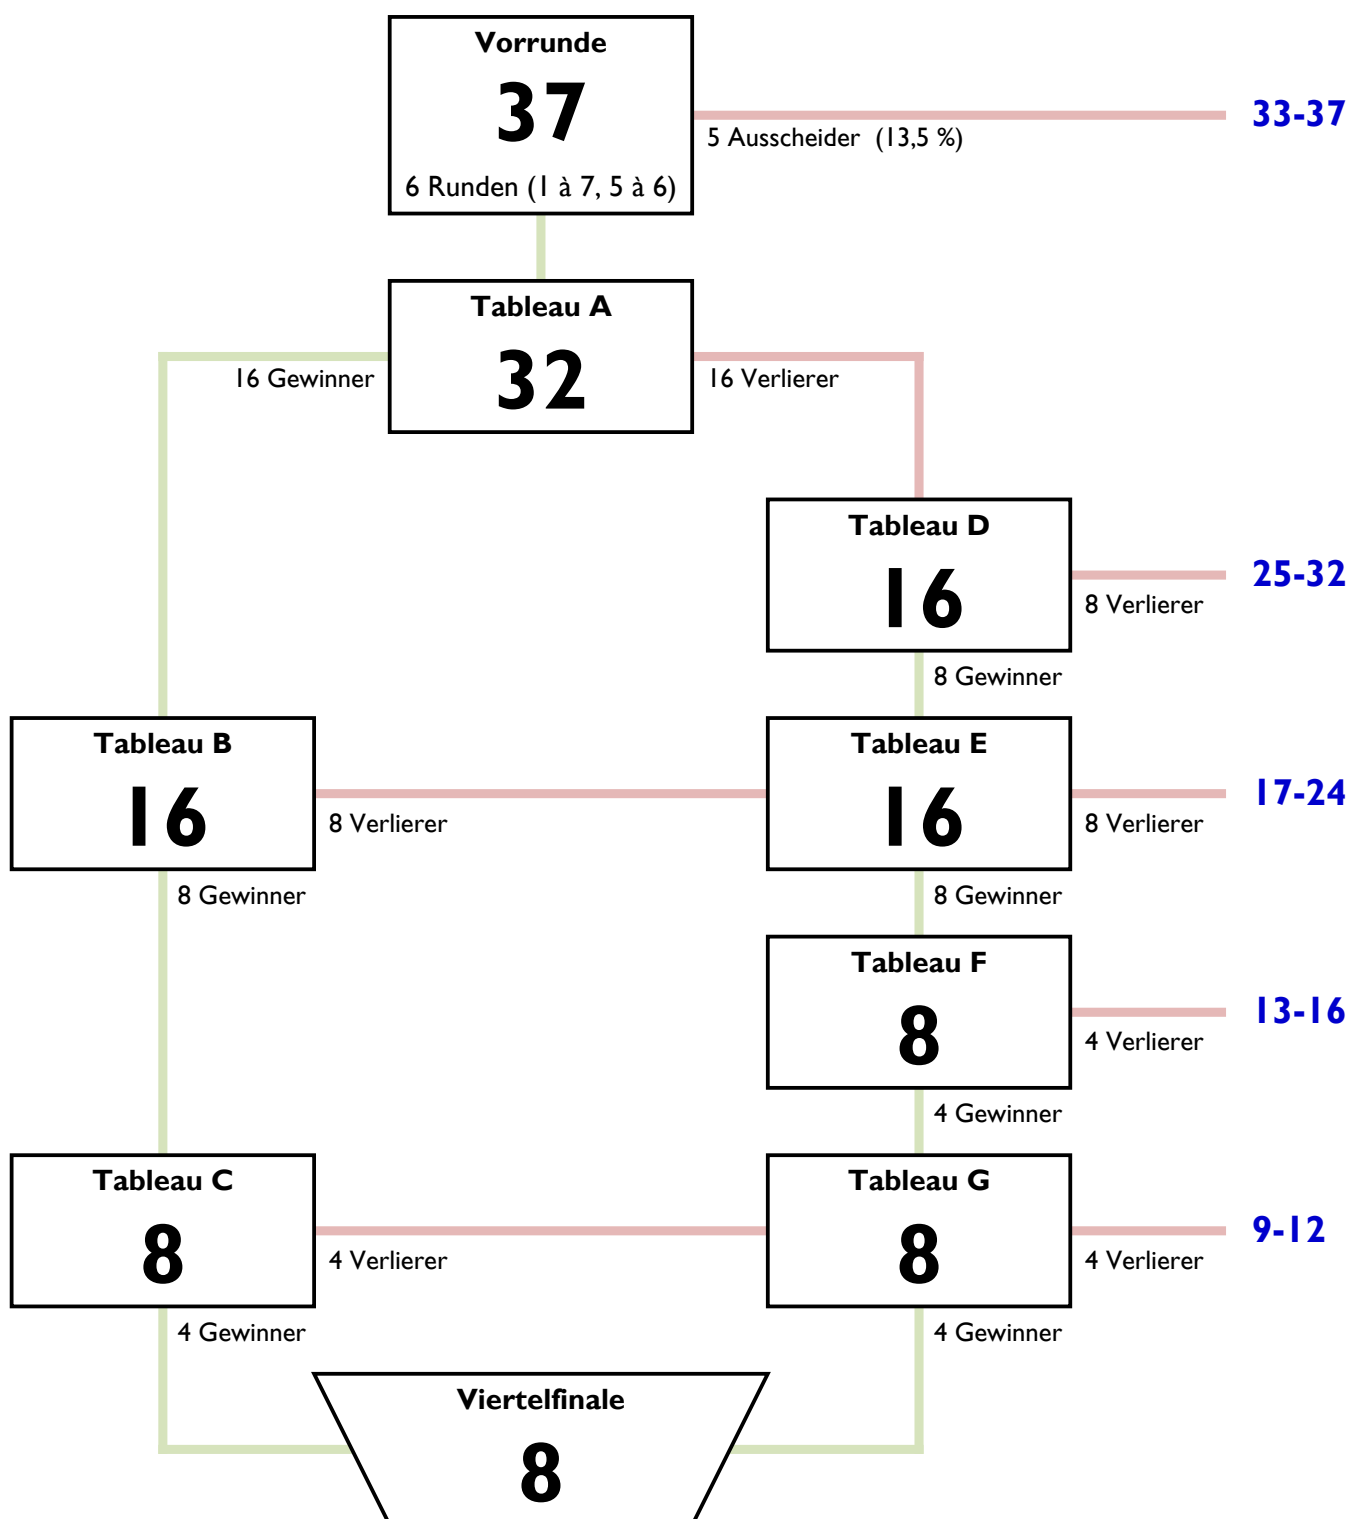 Vorrunde
37
6 Runden (1 à 7, 5 à 6)
5 Ausscheider (13,5 %)
33-37
Tableau A
32
16 Gewinner
16 Verlierer
Tableau D
16
8 Verlierer
25-32
8 Gewinner
Tableau B
16
8 Verlierer
Tableau E
16
8 Verlierer
17-24
8 Gewinner
8 Gewinner
Tableau F
8
4 Verlierer
13-16
4 Gewinner
Tableau C
8
4 Verlierer
Tableau G
8
4 Verlierer
9-12
4 Gewinner
4 Gewinner
Viertelfinale
8